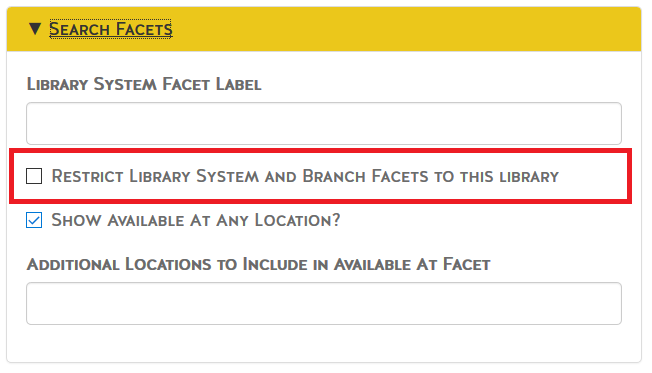 ▼ Search Facets
Library System Facet Label
Restrict Library System and Branch Facets to this library
Show Available At Any Location?
Additional Locations to Include in Available At Facet